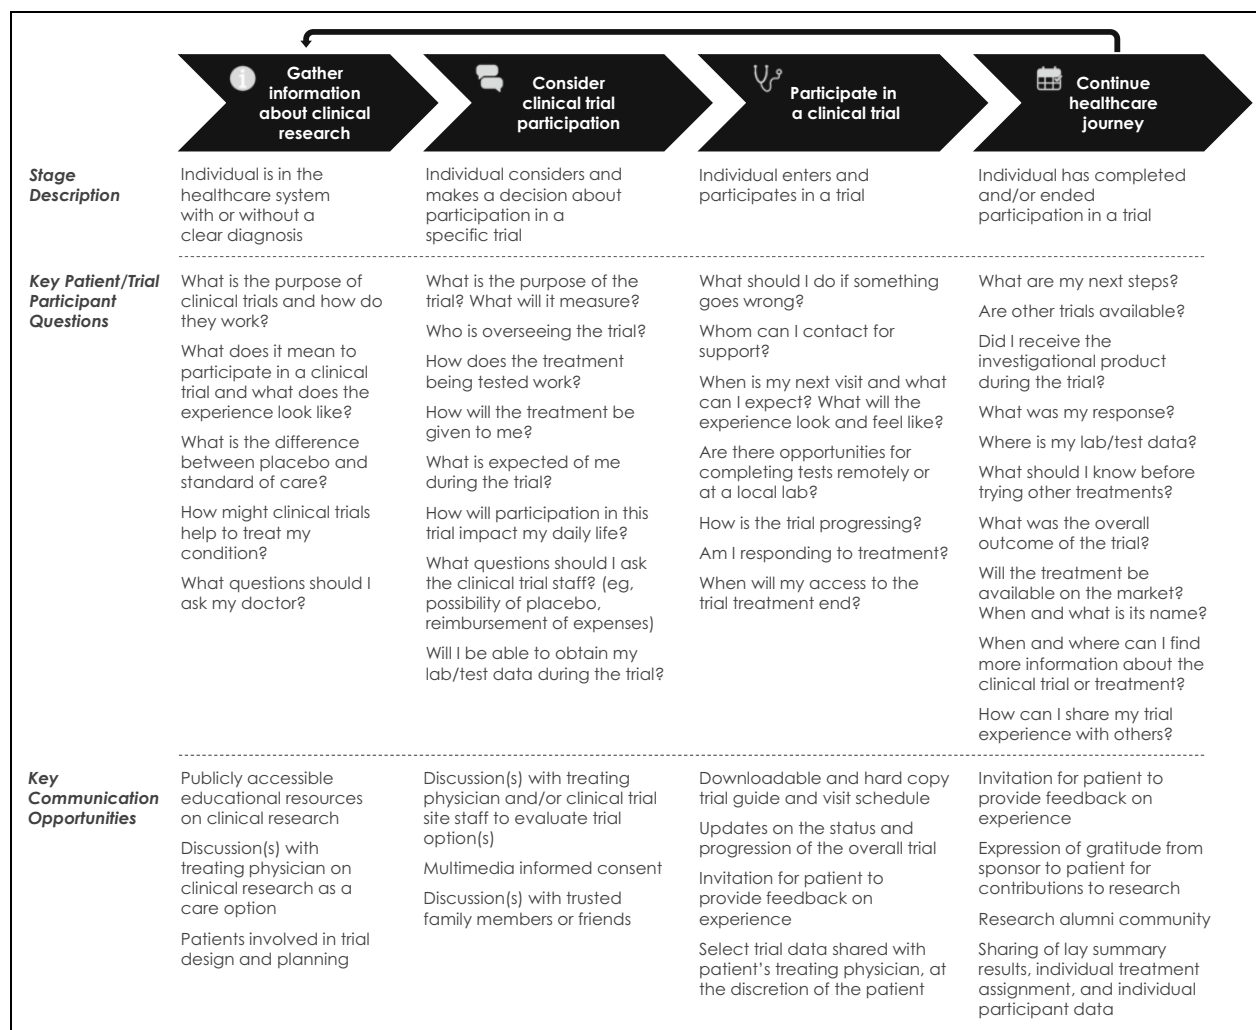 Gather
information
about clinical
research
Consider
clinical trial
participation
Participate in
a clinical trial
Continue
healthcare
journey
Stage
Description
Individual is in the
healthcare system
with or without a
clear diagnosis
Individual considers and
makes a decision about
participation in a
specific trial
Individual enters and
participates in a trial
Individual has completed
and/or ended
participation in a trial
Key Patient/Trial
Participant
Questions
What is the purpose of
clinical trials and how do
they work?
What does it mean to
participate in a clinical
trial and what does the
experience look like?
What is the difference
between placebo and
standard of care?
How might clinical trials
help to treat my
condition?
What questions should I
ask my doctor?
What is the purpose of the
trial? What will it measure?
Who is overseeing the trial?
How does the treatment
being tested work?
How will the treatment be
given to me?
What is expected of me
during the trial?
How will participation in this
trial impact my daily life?
What questions should I ask
the clinical trial staff? (eg,
possibility of placebo,
reimbursement of expenses)
Will I be able to obtain my
lab/test data during the trial?
What should I do if something
goes wrong?
Whom can I contact for
support?
When is my next visit and what
can I expect? What will the
experience look and feel like?
Are there opportunities for
completing tests remotely or
at a local lab?
How is the trial progressing?
Am I responding to treatment?
When will my access to the
trial treatment end?
What are my next steps?
Are other trials available?
Did I receive the
investigational product
during the trial?
What was my response?
Where is my lab/test data?
What should I know before
trying other treatments?
What was the overall
outcome of the trial?
Will the treatment be
available on the market?
When and what is its name?
When and where can I find
more information about the
clinical trial or treatment?
How can I share my trial
experience with others?
Key
Communication
Opportunities
Publicly accessible
educational resources
on clinical research
Discussion(s) with
treating physician on
clinical research as a
care option
Patients involved in trial
design and planning
Discussion(s) with treating
physician and/or clinical trial
site staff to evaluate trial
option(s)
Multimedia informed consent
Discussion(s) with trusted
family members or friends
Downloadable and hard copy
trial guide and visit schedule
Updates on the status and
progression of the overall trial
Invitation for patient to
provide feedback on
experience
Select trial data shared with
patient's treating physician, at
the discretion of the patient
Invitation for patient to
provide feedback on
experience
Expression of gratitude from
sponsor to patient for
contributions to research
Research alumni community
Sharing of lay summary
results, individual treatment
assignment, and individual
participant data